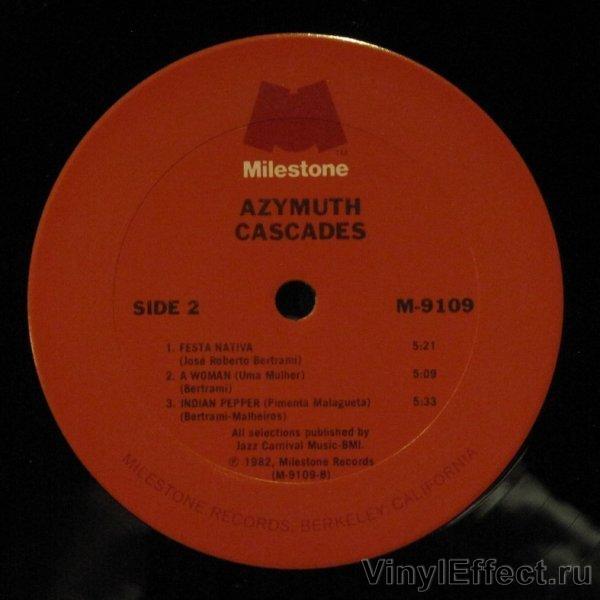 M
TM
Milestone
AZYMUTH
CASCADES
SIDE 2 M-9109
1. FESTA NATIVA 5:21
(José Roberto Bertrami)
2. A WOMAN (Uma Mulher) 5:09
(Bertrami)
3. INDIAN PEPPER (Pimenta Malagueta) 5:33
(Bertrami-Malheiros)
All selections published by
Jazz Carnival Music-BMI.
℗ 1982, Milestone Records
(M-9109-B)
MILESTONE RECORDS, BERKELEY, CALIFORNIA
VinylEffect.ru